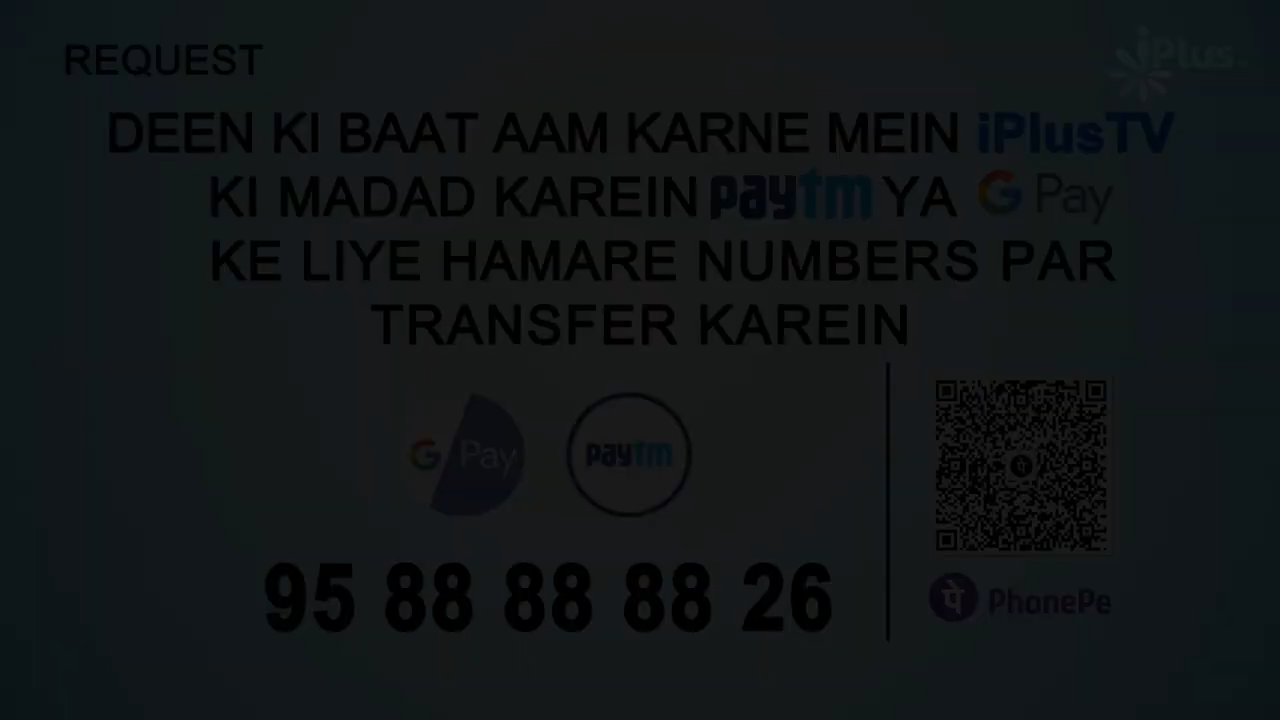 REQUEST
iPlus
DEEN KI BAAT AAM KARNE MEIN iPlusTV
KI MADAD KAREIN paytm YA G Pay
KE LIYE HAMARE NUMBERS PAR
TRANSFER KAREIN
G Pay
paytm
95 88 88 88 26
पे PhonePe